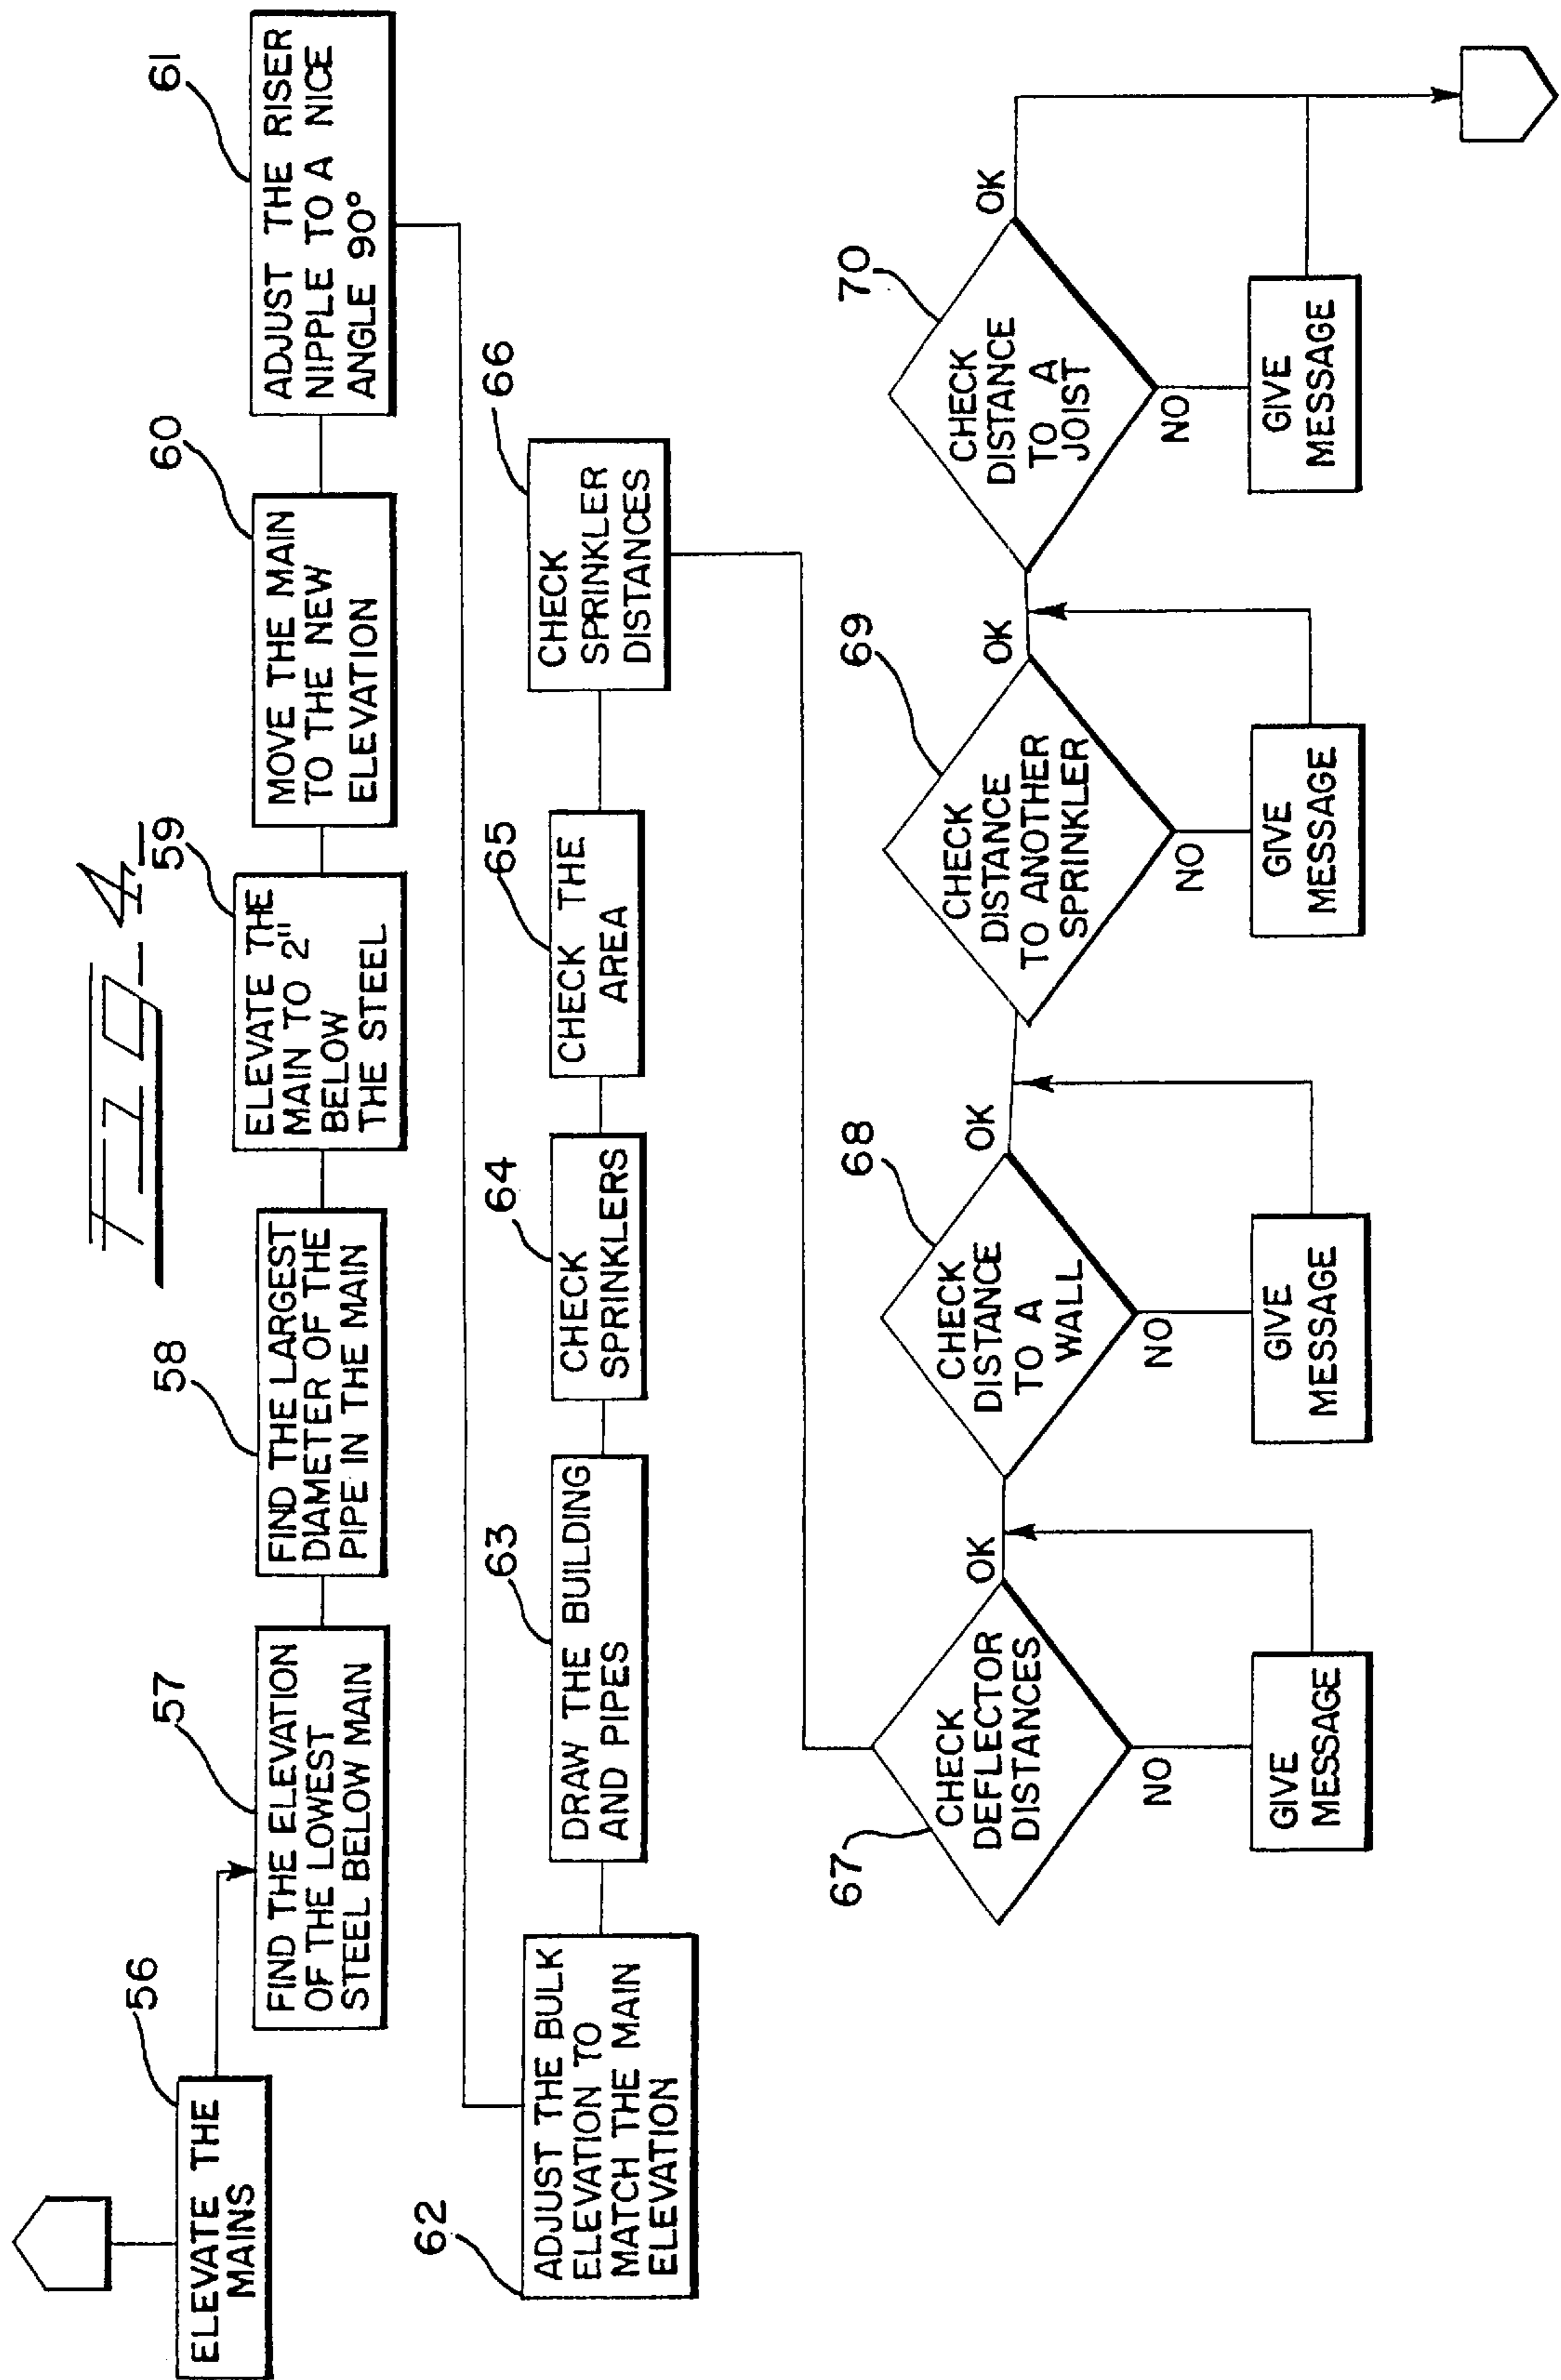 FIG. 4
56
ELEVATE THE
MAINS
57
FIND THE ELEVATION
OF THE LOWEST
STEEL BELOW MAIN
58
FIND THE LARGEST
DIAMETER OF THE
PIPE IN THE MAIN
59
ELEVATE THE
MAIN TO 2"
BELOW
THE STEEL
60
MOVE THE MAIN
TO THE NEW
ELEVATION
61
ADJUST THE RISER
NIPPLE TO A NICE
ANGLE 90°
62
ADJUST THE BULK
ELEVATION TO
MATCH THE MAIN
ELEVATION
63
DRAW THE BUILDING
AND PIPES
64
CHECK
SPRINKLERS
65
CHECK THE
AREA
66
CHECK
SPRINKLER
DISTANCES
67
CHECK
DEFLECTOR
DISTANCES
OK
NO
GIVE
MESSAGE
68
CHECK
DISTANCE
TO A
WALL
OK
NO
GIVE
MESSAGE
69
CHECK
DISTANCE
TO ANOTHER
SPRINKLER
OK
NO
GIVE
MESSAGE
70
CHECK
DISTANCE
TO A
JOIST
OK
NO
GIVE
MESSAGE